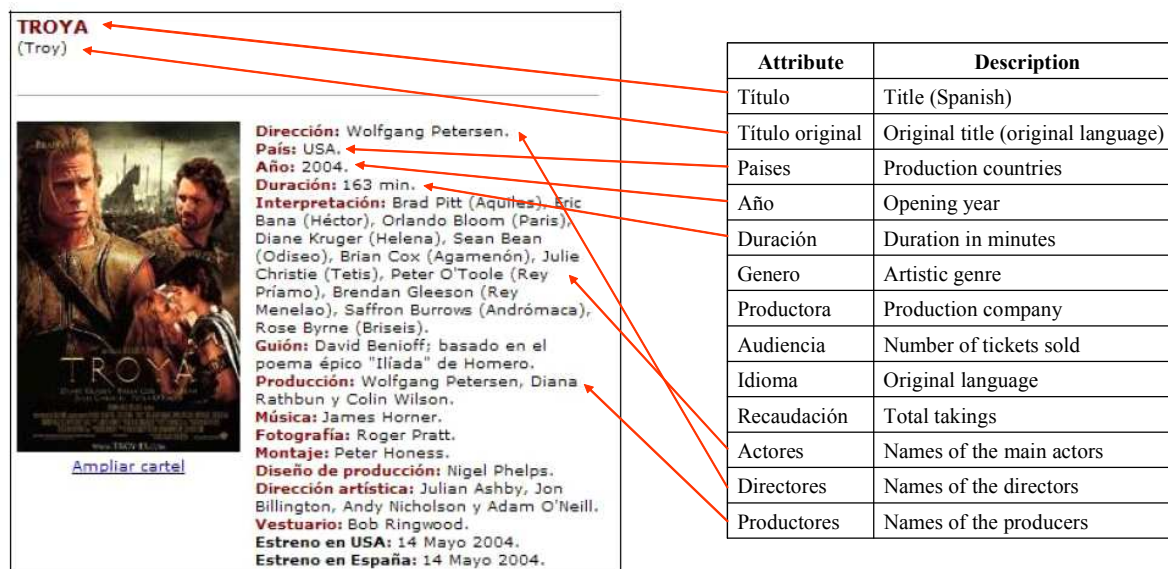 TROYA
(Troy)
TROYA
Ampliar cartel
Dirección: Wolfgang Petersen.
País: USA.
Año: 2004.
Duración: 163 min.
Interpretación: Brad Pitt (Aquiles), Eric
Bana (Héctor), Orlando Bloom (Paris),
Diane Kruger (Helena), Sean Bean
(Odiseo), Brian Cox (Agamenón), Julie
Christie (Tetis), Peter O'Toole (Rey
Príamo), Brendan Gleeson (Rey
Menelao), Saffron Burrows (Andrómaca),
Rose Byrne (Briseis).
Guión: David Benioff; basado en el
poema épico "Ilíada" de Homero.
Producción: Wolfgang Petersen, Diana
Rathbun y Colin Wilson.
Música: James Horner.
Fotografía: Roger Pratt.
Montaje: Peter Honess.
Diseño de producción: Nigel Phelps.
Dirección artística: Julian Ashby, Jon
Billington, Andy Nicholson y Adam O'Neill.
Vestuario: Bob Ringwood.
Estreno en USA: 14 Mayo 2004.
Estreno en España: 14 Mayo 2004.
Attribute Description
Título Title (Spanish)
Título original Original title (original language)
Paises Production countries
Año Opening year
Duración Duration in minutes
Genero Artistic genre
Productora Production company
Audiencia Number of tickets sold
Idioma Original language
Recaudación Total takings
Actores Names of the main actors
Directores Names of the directors
Productores Names of the producers